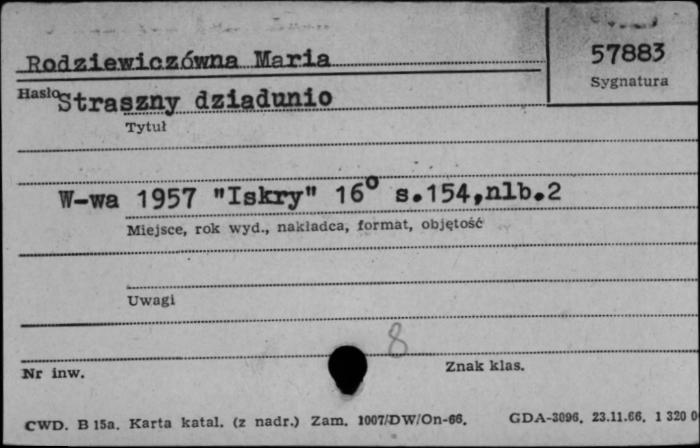 Rodziewiczówna Maria
57883
Sygnatura
Hasło
Straszny dziadunio
Tytuł
W-wa 1957 "Iskry" 16° s.154,nlb.2
Miejsce, rok wyd., nakładca, format, objętość
Uwagi
8
Nr inw.
Znak klas.
CWD. B 15a. Karta katal. (z nadr.) Zam. 1007/DW/On-66. GDA-3096. 23.11.66. 1 320 0